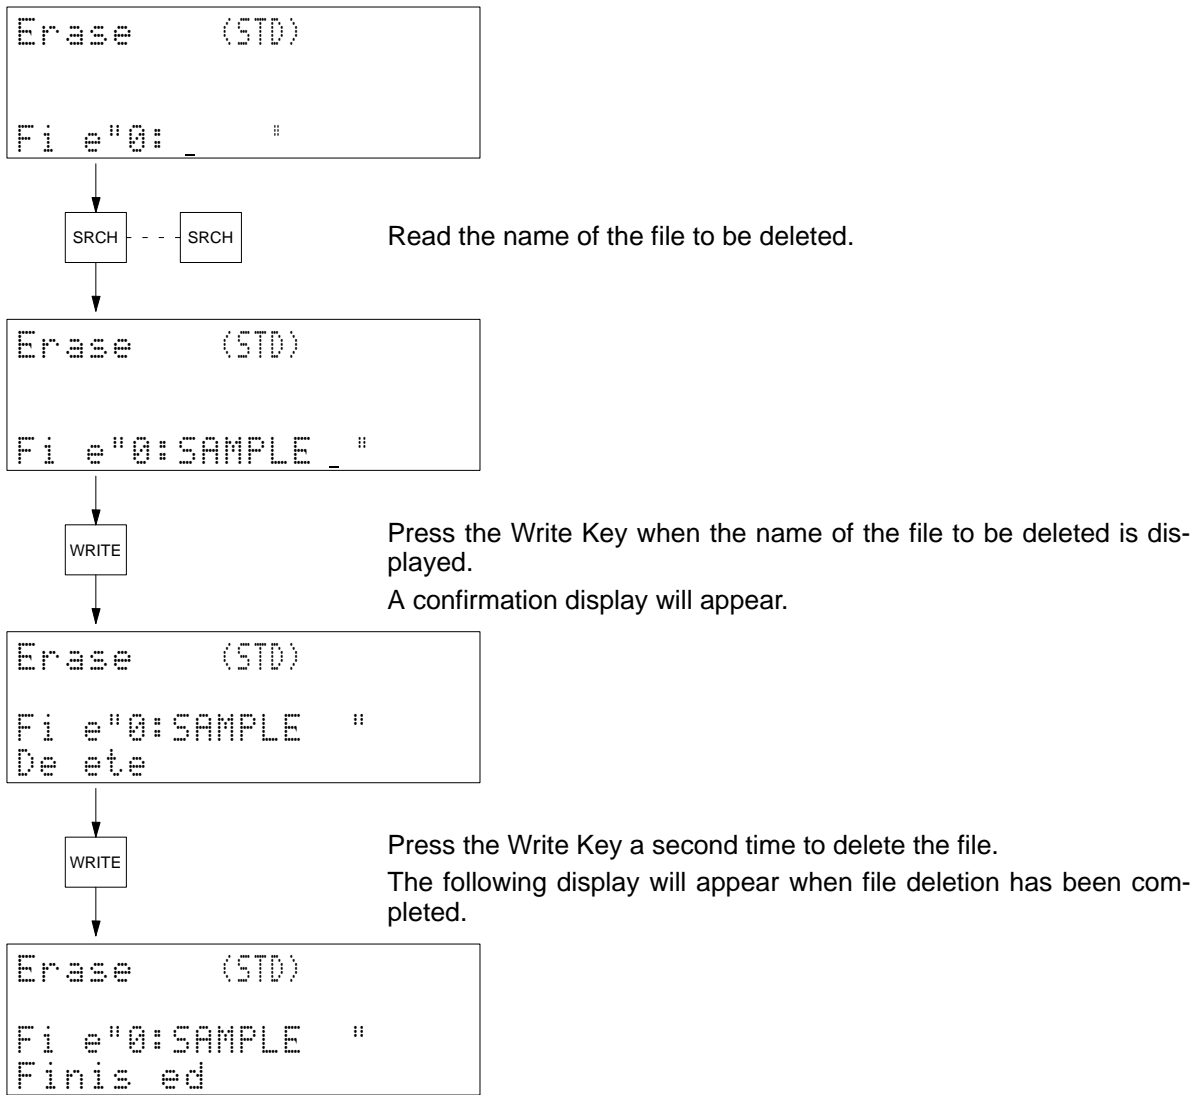 Erase (STD)
Fi e"0: _ "
SRCH - - - SRCH
Read the name of the file to be deleted.
Erase (STD)
Fi e"0:SAMPLE _ "
WRITE
Press the Write Key when the name of the file to be deleted is dis-
played.
A confirmation display will appear.
Erase (STD)
Fi e"0:SAMPLE "
De ete
WRITE
Press the Write Key a second time to delete the file.
The following display will appear when file deletion has been com-
pleted.
Erase (STD)
Fi e"0:SAMPLE "
Finis ed